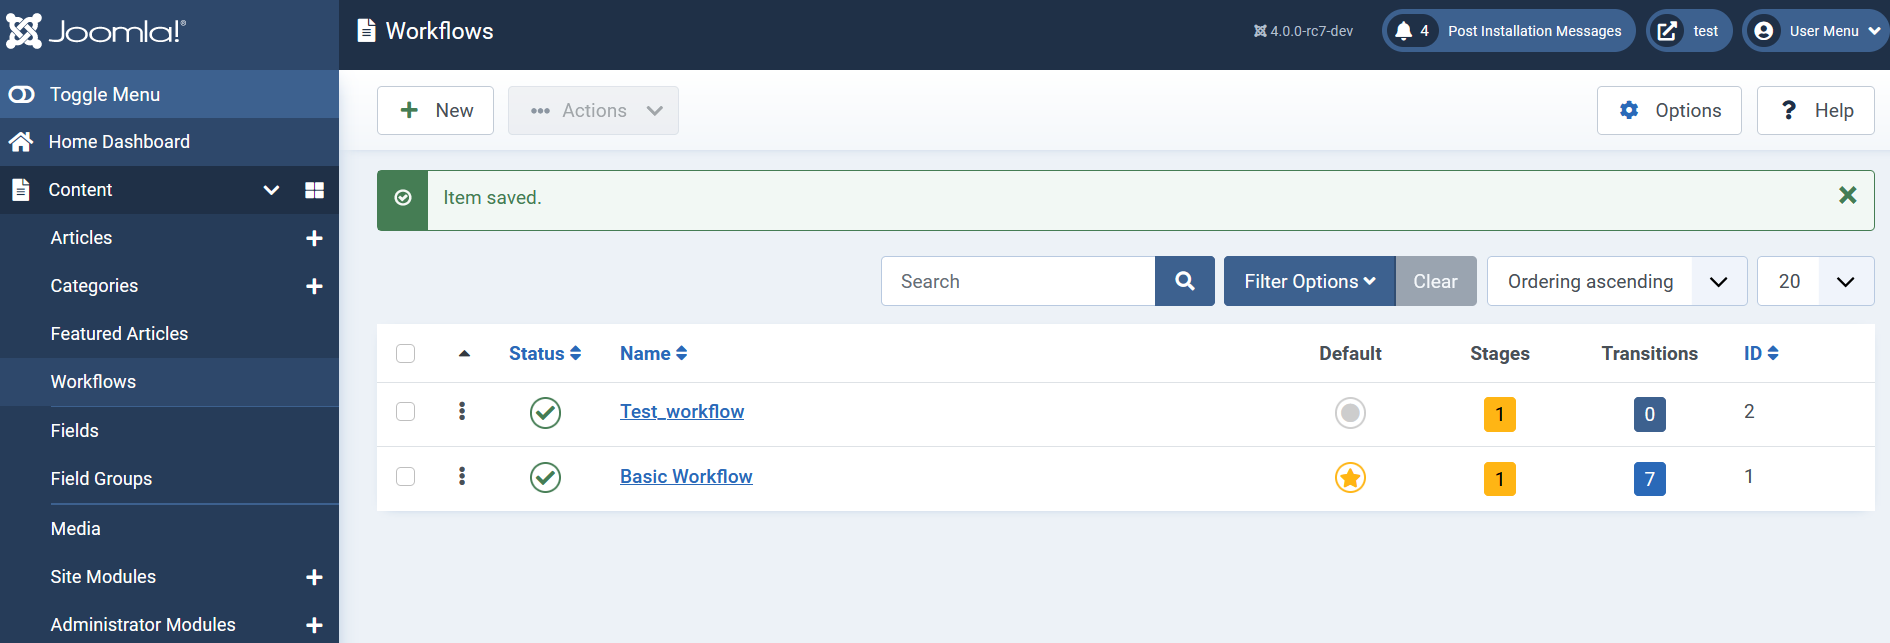 Joomla!®
Workflows
4.0.0-rc7-dev
4 Post Installation Messages
test
User Menu
Toggle Menu
Home Dashboard
Content
Articles
Categories
Featured Articles
Workflows
Fields
Field Groups
Media
Site Modules
Administrator Modules
New
Actions
Options
? Help
Item saved.
Search
Filter Options
Clear
Ordering ascending
20
Status Name Default Stages Transitions ID
Test_workflow 1 0 2
Basic Workflow 1 7 1